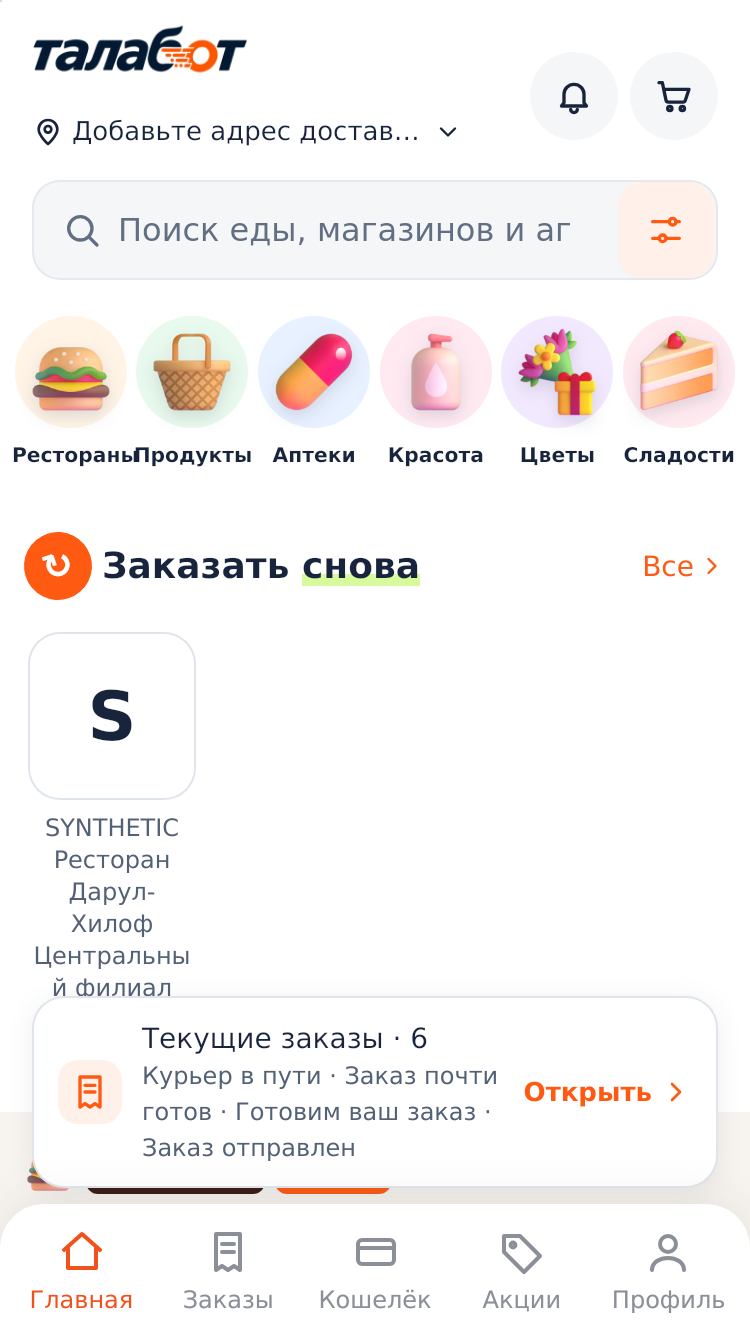 талабот
Добавьте адрес достав...
Поиск еды, магазинов и аг
Рестораны
Продукты
Аптеки
Красота
Цветы
Сладости
Заказать снова
Все
S
SYNTHETIC
Ресторан
Дарул-
Хилоф
Центральны
й филиал
Текущие заказы · 6
Курьер в пути · Заказ почти
готов · Готовим ваш заказ ·
Заказ отправлен
Открыть
Главная
Заказы
Кошелёк
Акции
Профиль